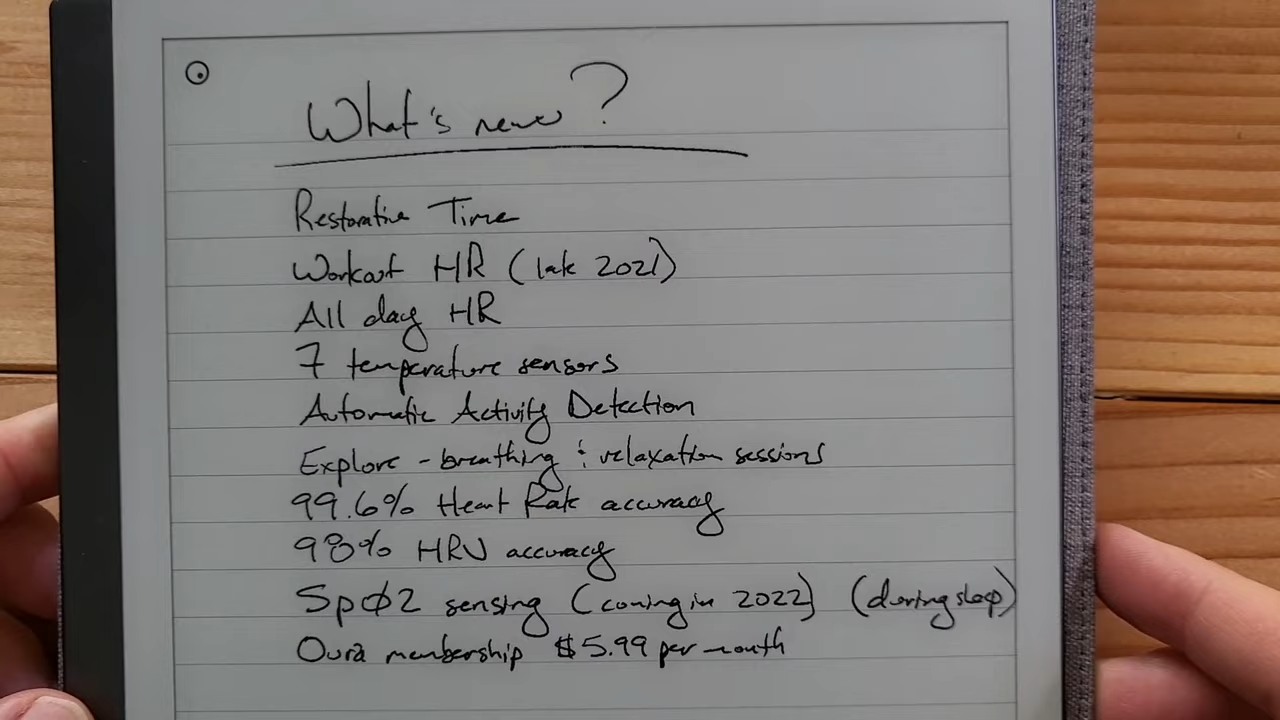 What's new?
Restorative Time
Workout HR (late 2021)
All day HR
7 temperature sensors
Automatic Activity Detection
Explore - breathing & relaxation sessions
99.6% Heart Rate accuracy
98% HRV accuracy
SpO2 sensing (coming in 2022) (during sleep)
Oura membership $5.99 per month